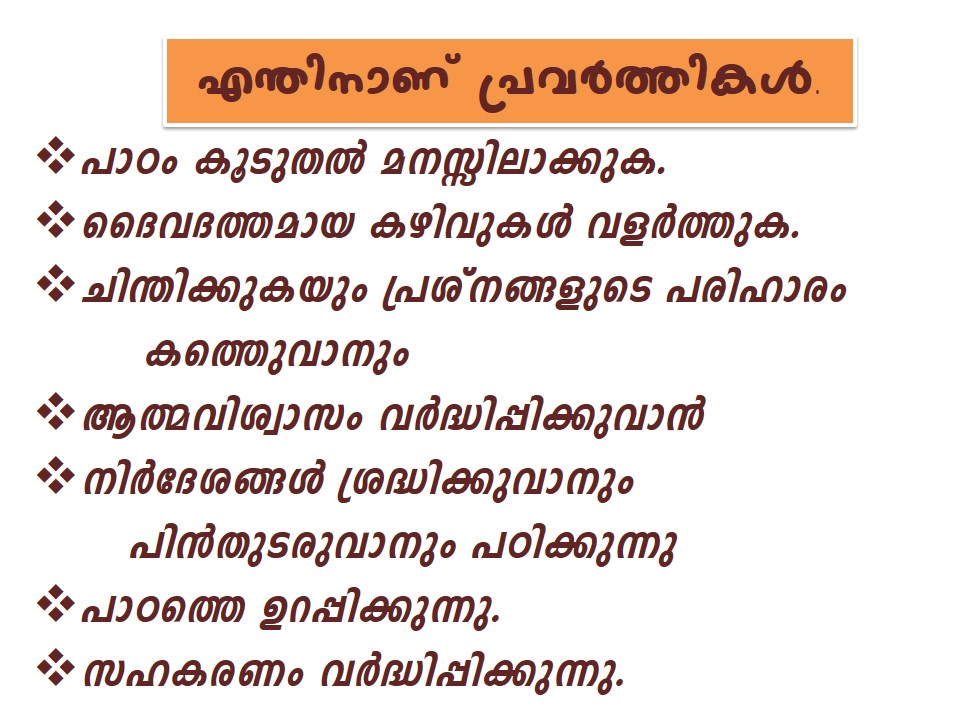 എന്തിനാണ് പ്രവർത്തികൾ.
❖പാഠം കൂടുതൽ മനസ്സിലാക്കുക.
❖ദൈവദത്തമായ കഴിവുകൾ വളർത്തുക.
❖ചിന്തിക്കുകയും പ്രശ്നങ്ങളുടെ പരിഹാരം
കത്തെുവാനും
❖ആത്മവിശ്വാസം വർദ്ധിപ്പിക്കുവാൻ
❖നിർദേശങ്ങൾ ശ്രദ്ധിക്കുവാനും
പിൻതുടരുവാനും പഠിക്കുന്നു
❖പാഠത്തെ ഉറപ്പിക്കുന്നു.
❖സഹകരണം വർദ്ധിപ്പിക്കുന്നു.